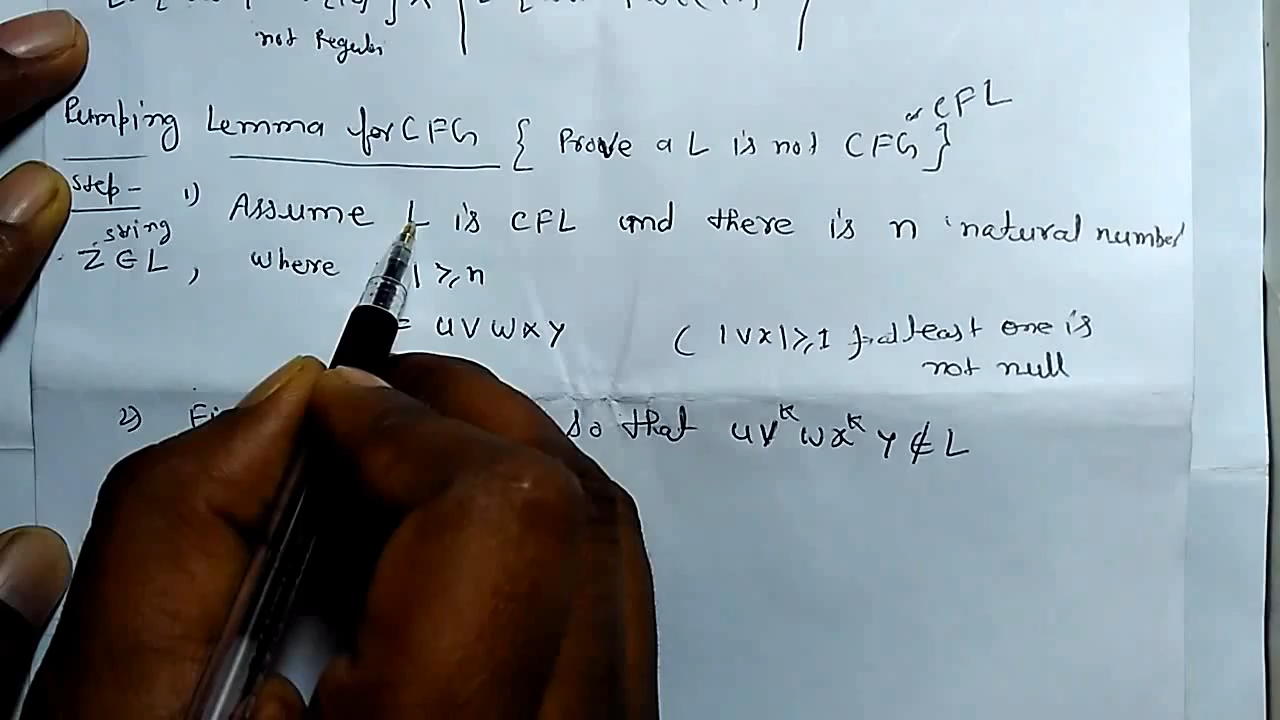 not Regular
Pumping Lemma for CFG { Prove a L is not CFG } or CFL
Step - 1) Assume L is CFL and there is n natural number
string Z ∈ L, where | ≥ n
= uvwxy ( |vx| ≥ 1 at least one is
not null
2) so that uv^k wx^k y ∉ L